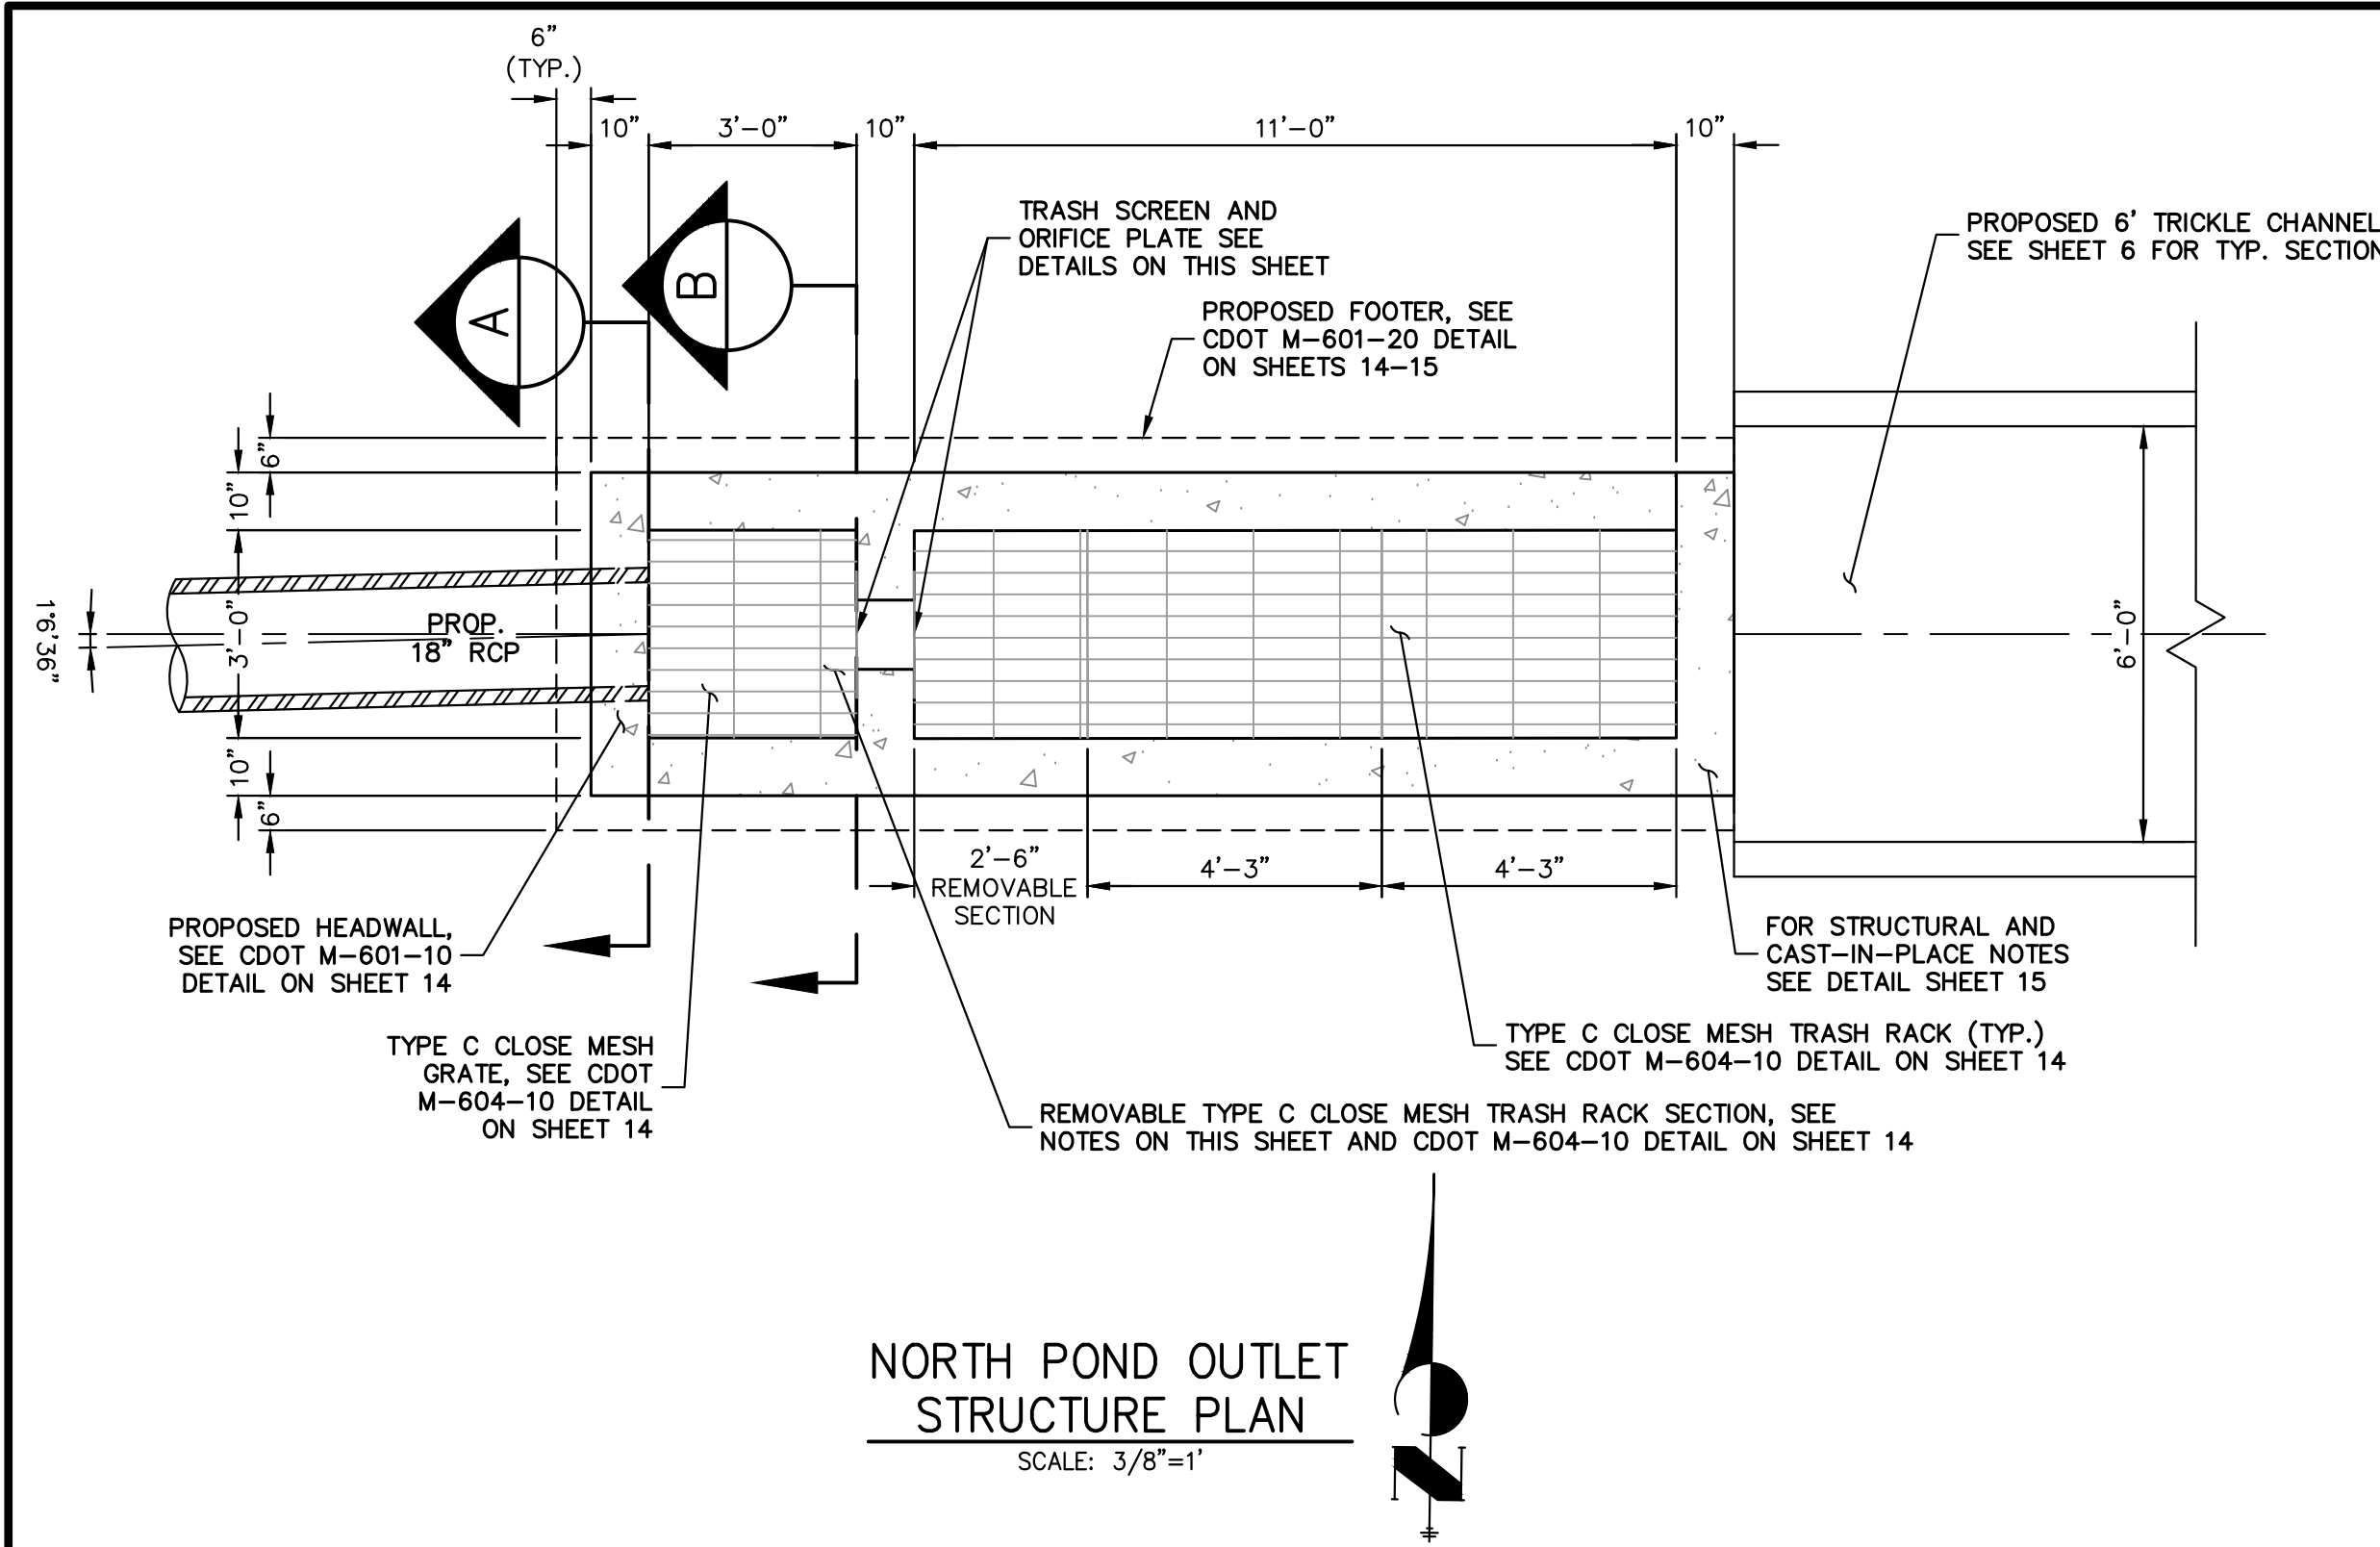 6"
(TYP.)
10"
3'-0"
10"
11'-0"
10"
TRASH SCREEN AND
ORIFICE PLATE SEE
DETAILS ON THIS SHEET
PROPOSED 6' TRICKLE CHANNEL
SEE SHEET 6 FOR TYP. SECTION
A
B
PROPOSED FOOTER, SEE
CDOT M-601-20 DETAIL
ON SHEETS 14-15
6"
10"
3'-0"
10"
6"
1°6'36"
PROP.
18" RCP
6'-0"
2'-6"
REMOVABLE
SECTION
4'-3"
4'-3"
PROPOSED HEADWALL,
SEE CDOT M-601-10
DETAIL ON SHEET 14
FOR STRUCTURAL AND
CAST-IN-PLACE NOTES
SEE DETAIL SHEET 15
TYPE C CLOSE MESH
GRATE, SEE CDOT
M-604-10 DETAIL
ON SHEET 14
TYPE C CLOSE MESH TRASH RACK (TYP.)
SEE CDOT M-604-10 DETAIL ON SHEET 14
REMOVABLE TYPE C CLOSE MESH TRASH RACK SECTION, SEE
NOTES ON THIS SHEET AND CDOT M-604-10 DETAIL ON SHEET 14
NORTH POND OUTLET
STRUCTURE PLAN
SCALE: 3/8"=1'
N